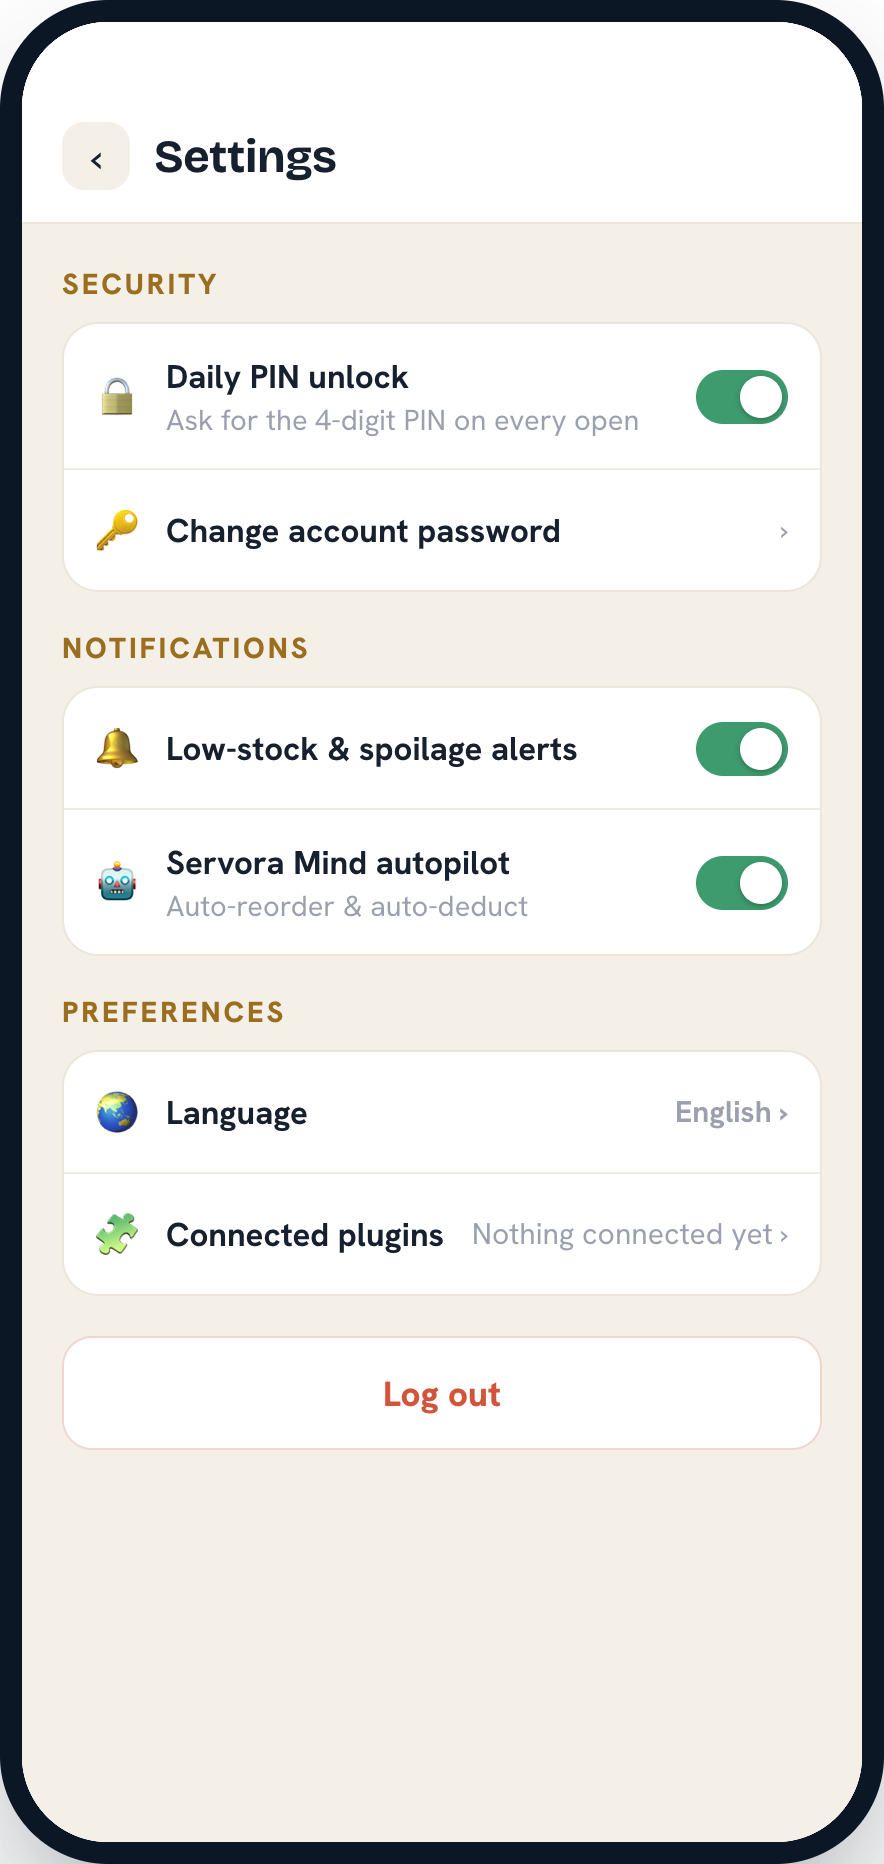 ‹ Settings
SECURITY
Daily PIN unlock
Ask for the 4-digit PIN on every open
Change account password ›
NOTIFICATIONS
Low-stock & spoilage alerts
Servora Mind autopilot
Auto-reorder & auto-deduct
PREFERENCES
Language English ›
Connected plugins Nothing connected yet ›
Log out